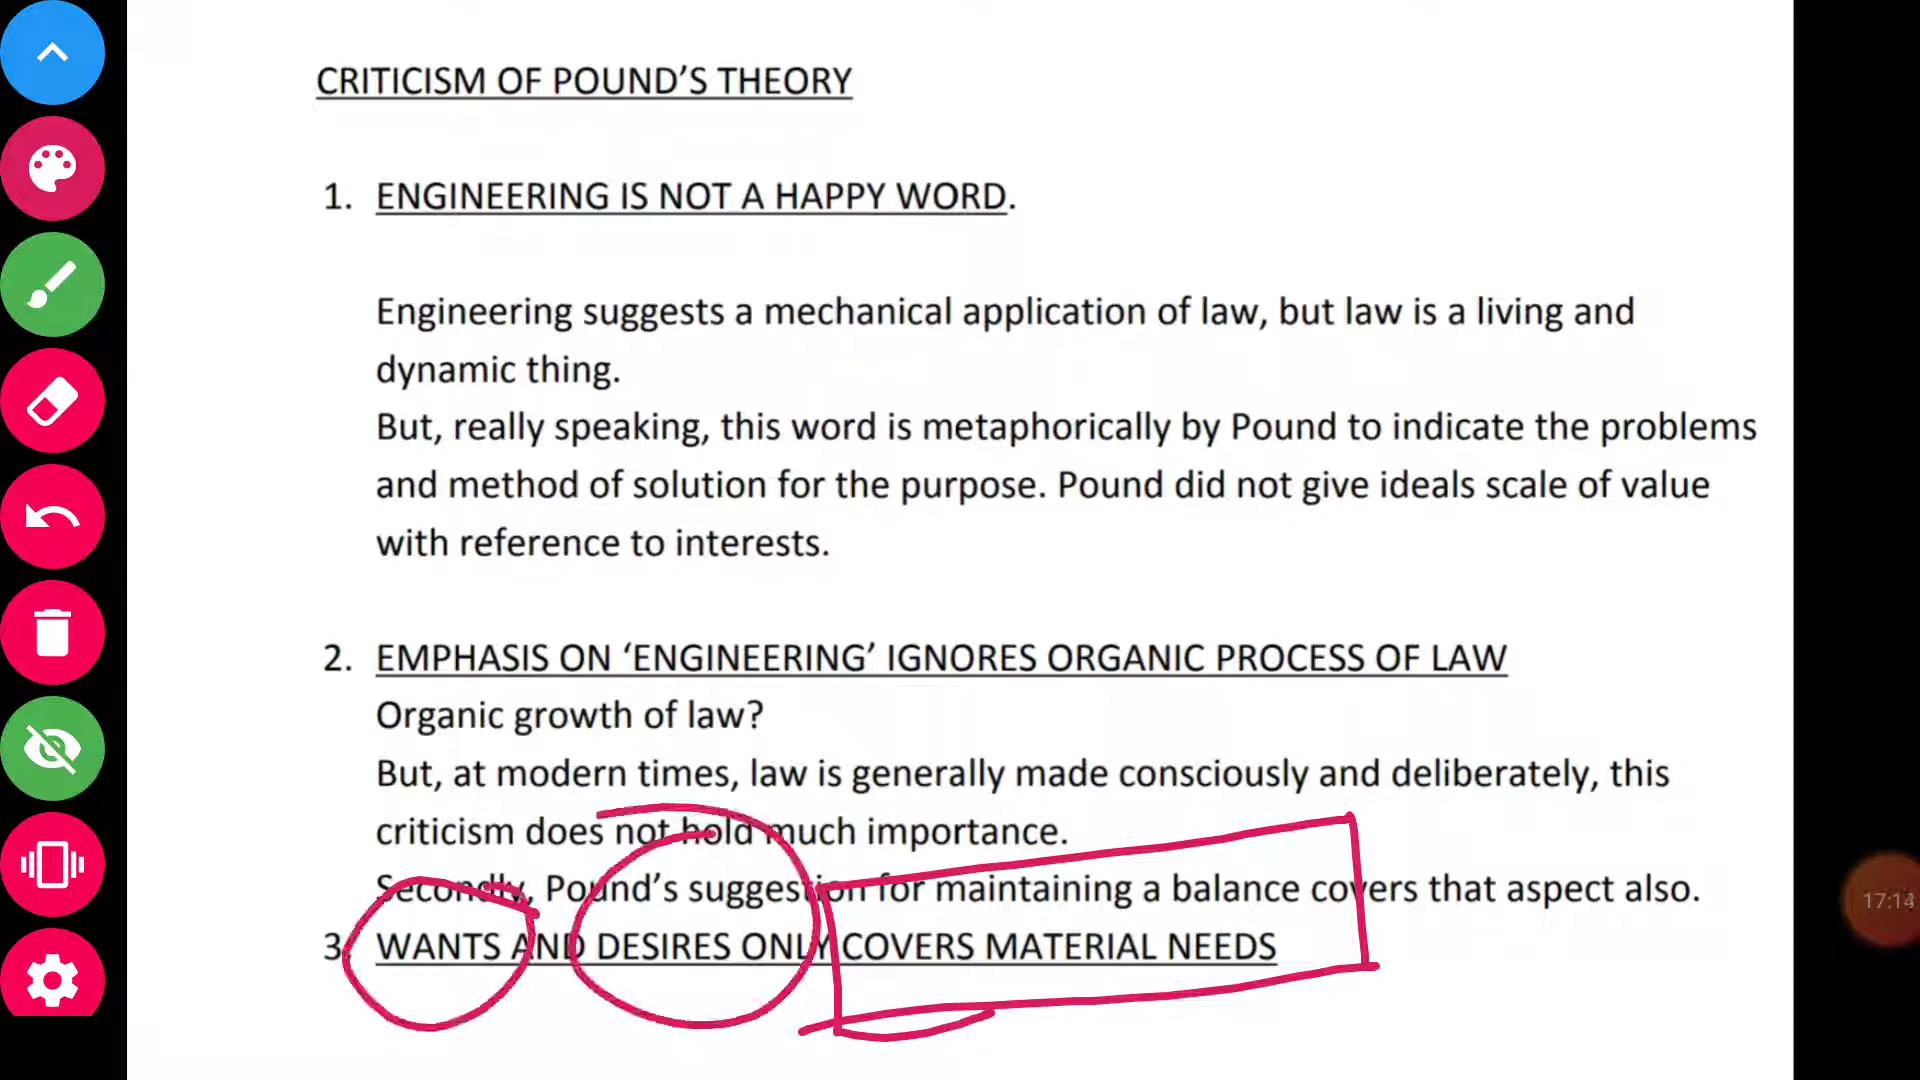 CRITICISM OF POUND’S THEORY
1. ENGINEERING IS NOT A HAPPY WORD.
Engineering suggests a mechanical application of law, but law is a living and
dynamic thing.
But, really speaking, this word is metaphorically by Pound to indicate the problems
and method of solution for the purpose. Pound did not give ideals scale of value
with reference to interests.
2. EMPHASIS ON ‘ENGINEERING’ IGNORES ORGANIC PROCESS OF LAW
Organic growth of law?
But, at modern times, law is generally made consciously and deliberately, this
criticism does not hold much importance.
Secondly, Pound’s suggestion for maintaining a balance covers that aspect also.
3. WANTS AND DESIRES ONLY COVERS MATERIAL NEEDS